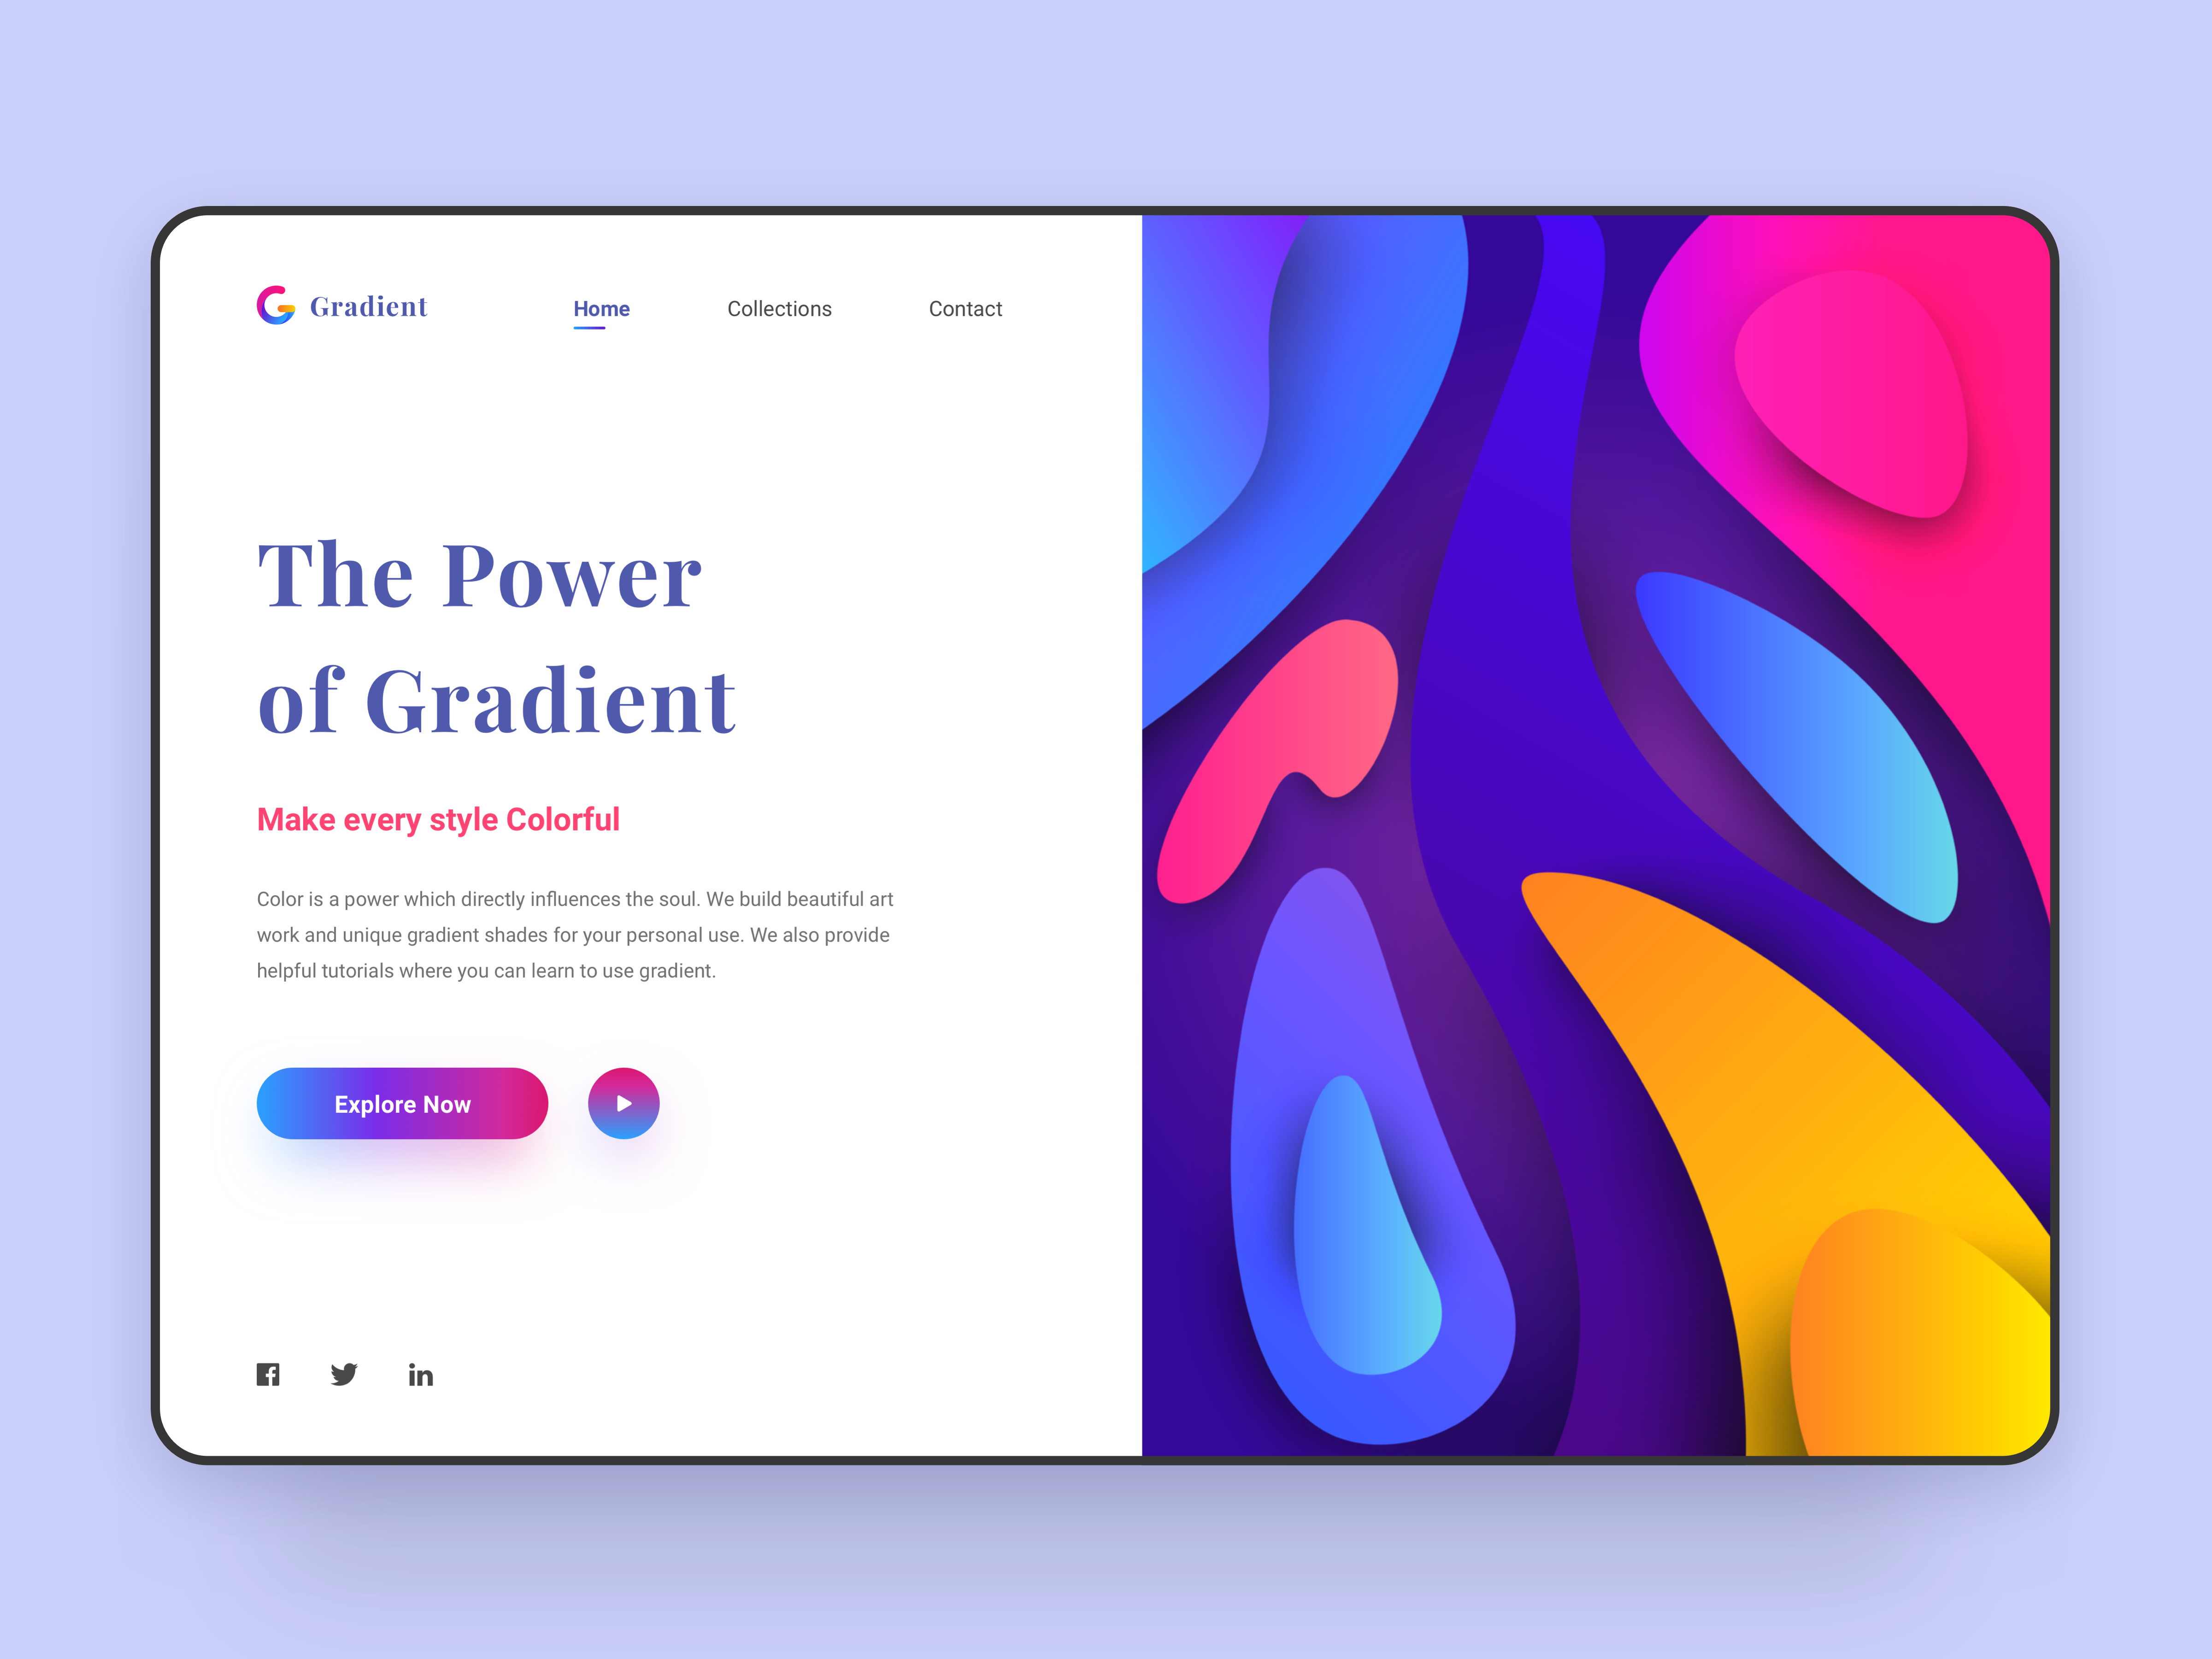 Gradient
Home Collections Contact
The Power
of Gradient
Make every style Colorful
Color is a power which directly influences the soul. We build beautiful art
work and unique gradient shades for your personal use. We also provide
helpful tutorials where you can learn to use gradient.
Explore Now